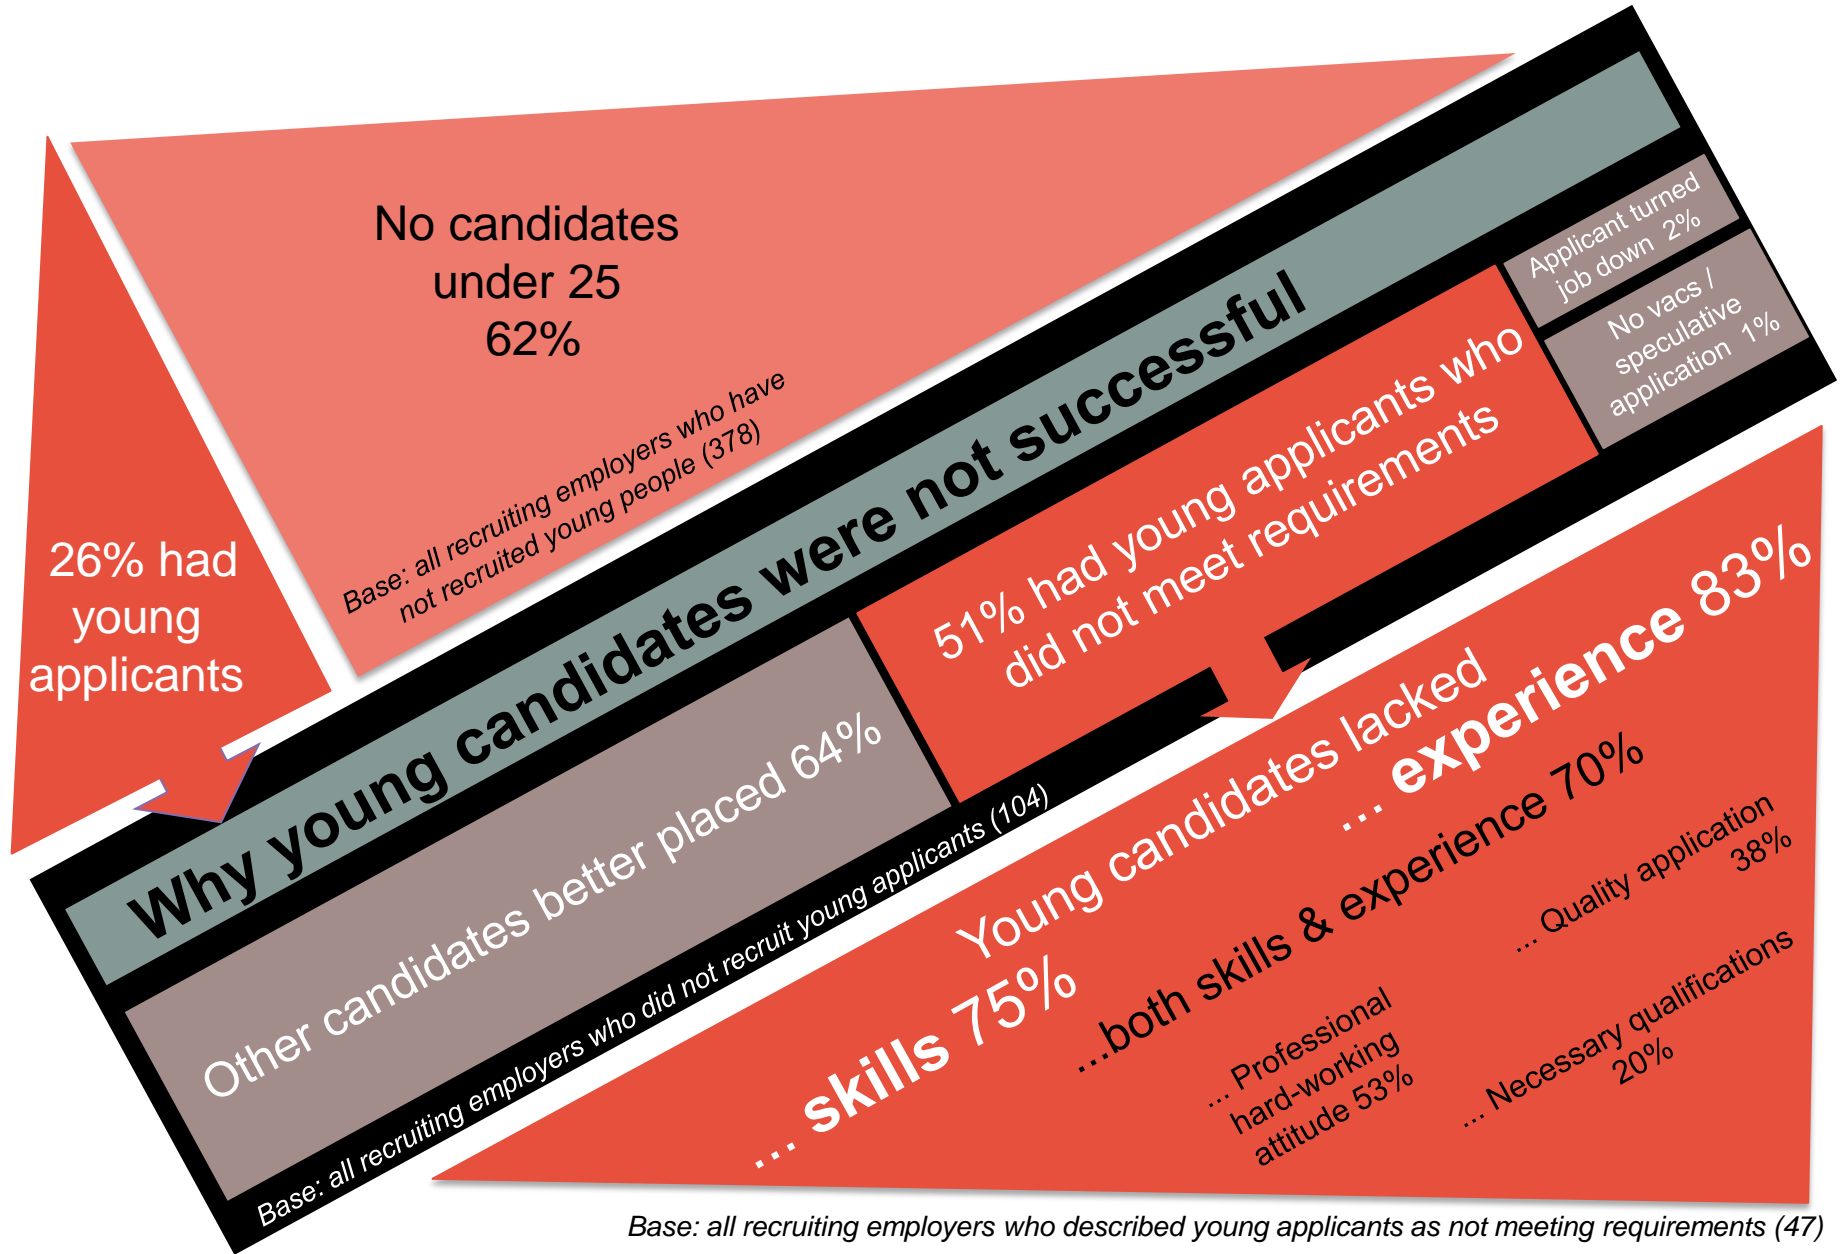 No candidates
under 25
62%
Base: all recruiting employers who have
not recruited young people (378)
26% had
young
applicants
Why young candidates were not successful
Other candidates better placed 64%
51% had young applicants who
did not meet requirements
Applicant turned
job down 2%
No vacs /
speculative
application 1%
Base: all recruiting employers who did not recruit young applicants (104)
Young candidates lacked
… experience 83%
… skills 75%
…both skills & experience 70%
… Professional
hard-working
attitude 53%
… Quality application
38%
… Necessary qualifications
20%
Base: all recruiting employers who described young applicants as not meeting requirements (47)